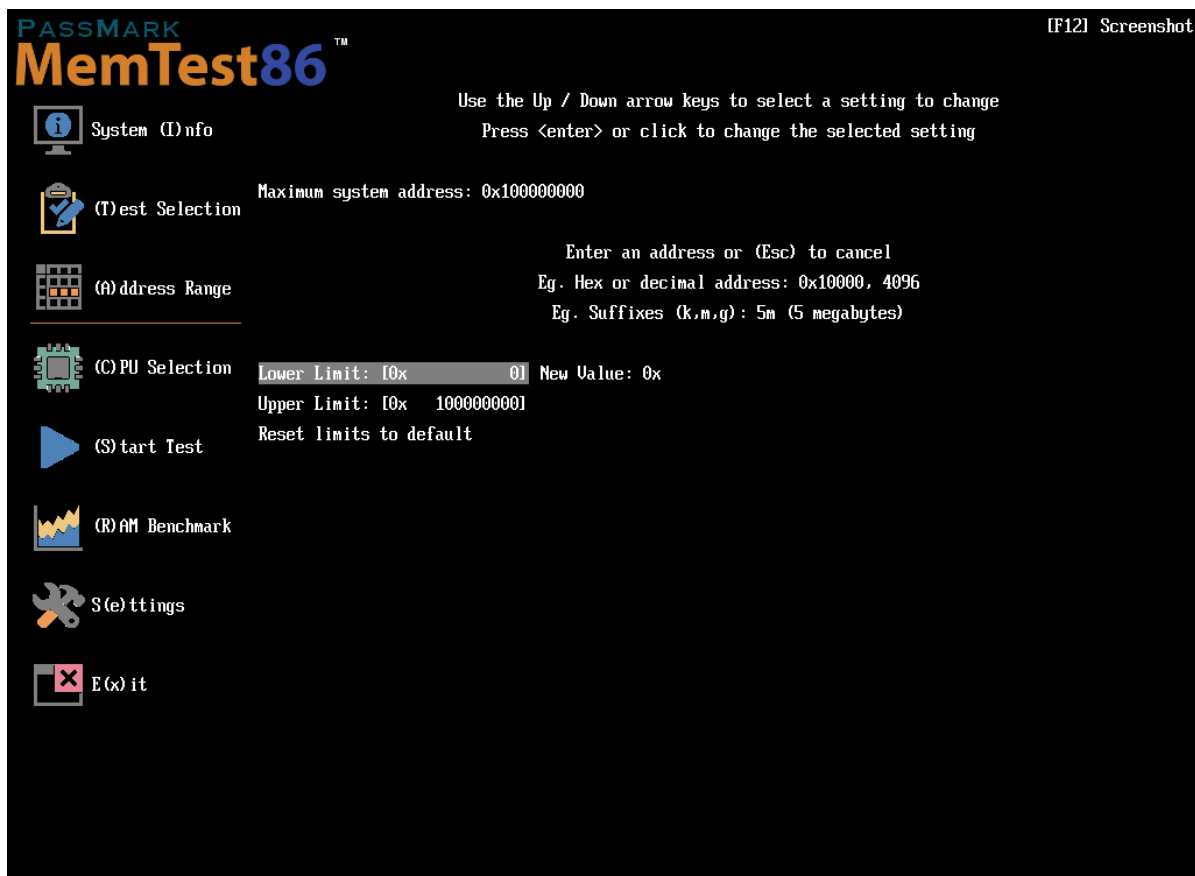 PASSMARK
MemTest86™
[F12] Screenshot
Use the Up / Down arrow keys to select a setting to change
Press <enter> or click to change the selected setting
System (I)nfo
(T)est Selection
(A)ddress Range
(C)PU Selection
(S)tart Test
(R)AM Benchmark
S(e)ttings
E(x)it
Maximum system address: 0x100000000
Enter an address or (Esc) to cancel
Eg. Hex or decimal address: 0x10000, 4096
Eg. Suffixes (k,m,g): 5m (5 megabytes)
Lower Limit: [0x 0] New Value: 0x
Upper Limit: [0x 100000000]
Reset limits to default